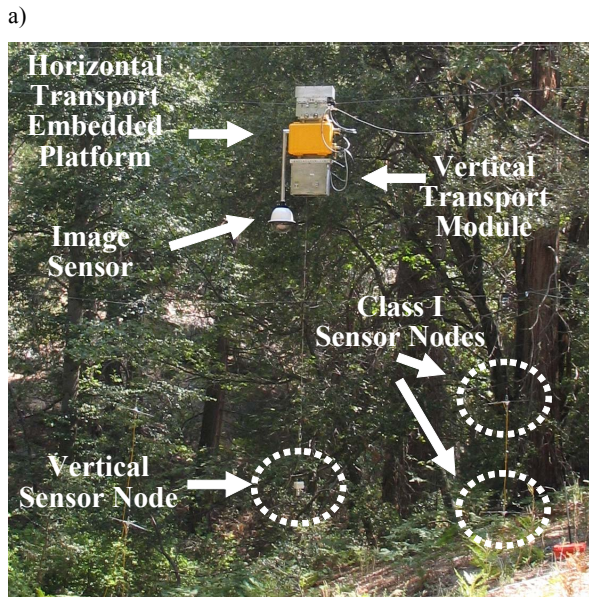 a)
Horizontal
Transport
Embedded
Platform
Vertical
Transport
Module
Image
Sensor
Class I
Sensor Nodes
Vertical
Sensor Node